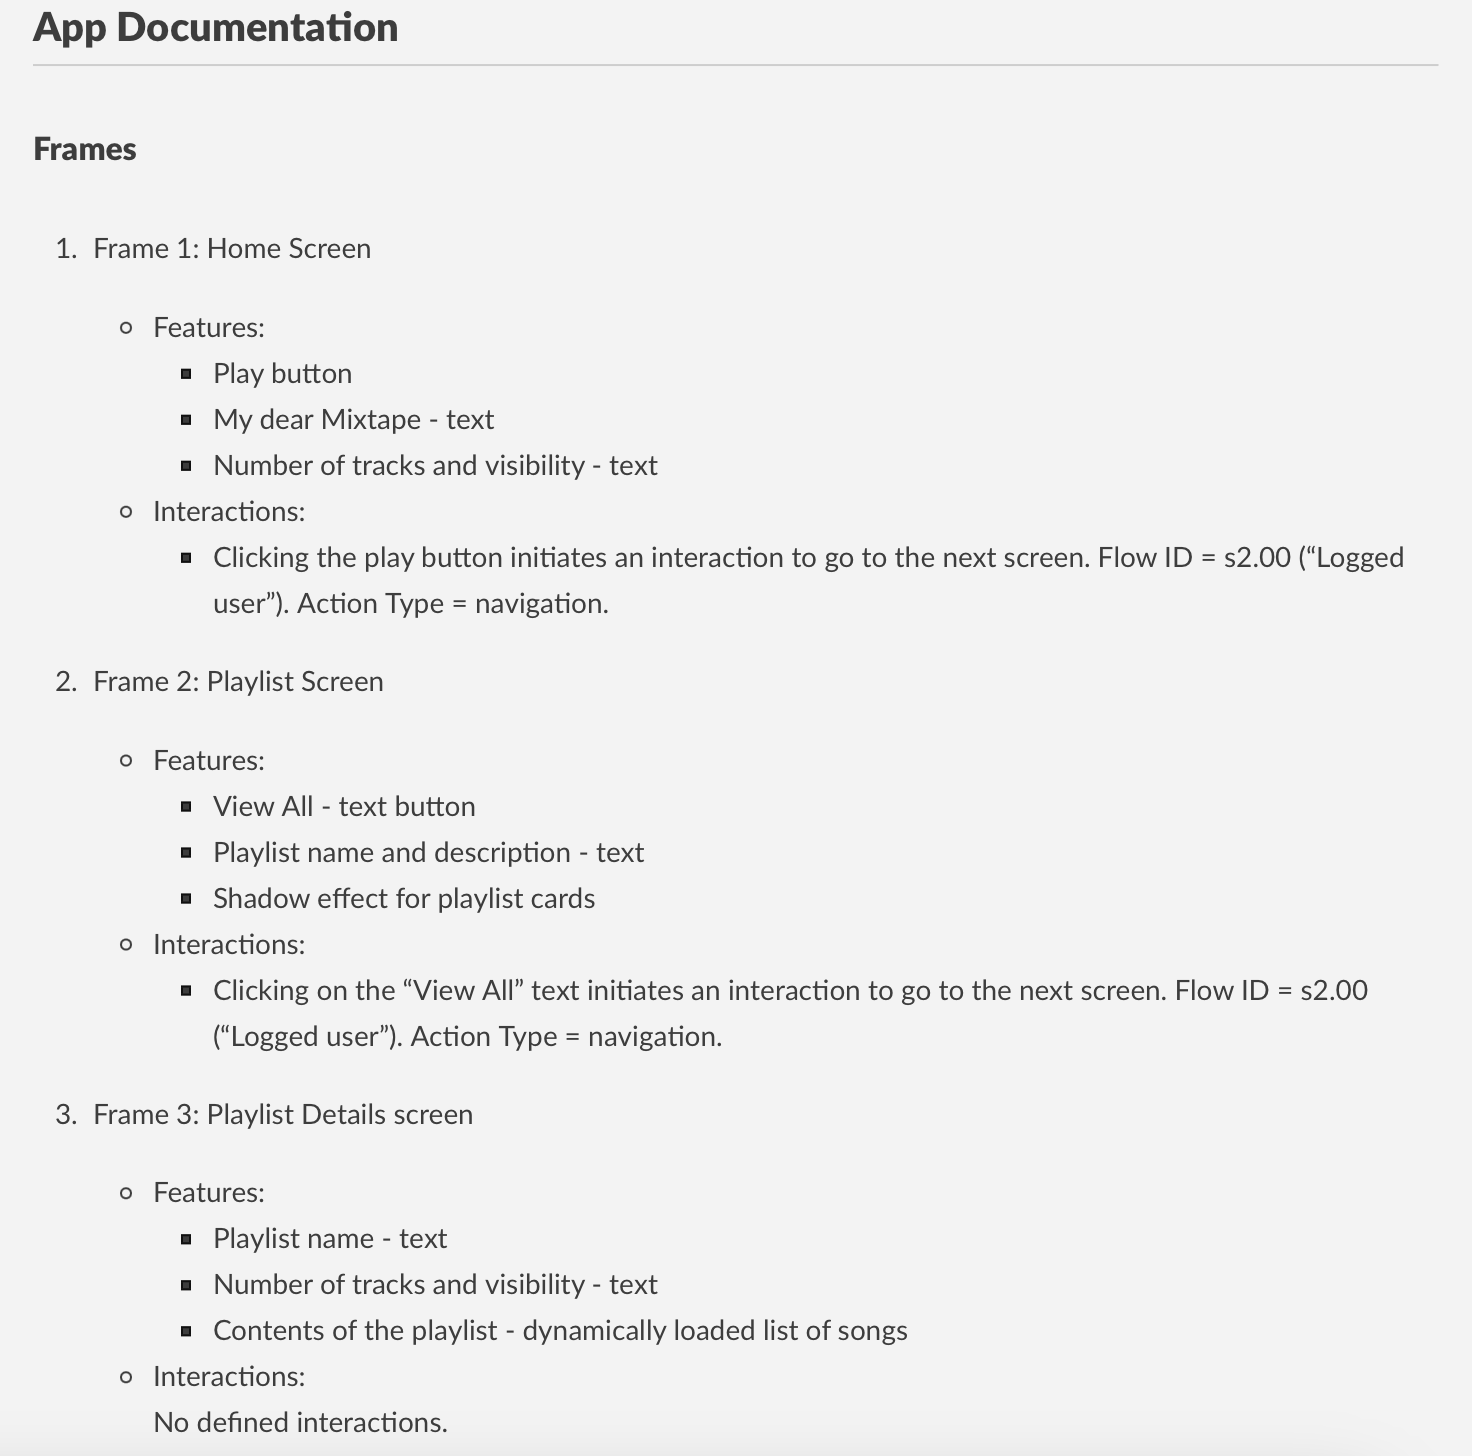 App Documentation
Frames
1. Frame 1: Home Screen
Features:
Play button
My dear Mixtape - text
Number of tracks and visibility - text
Interactions:
Clicking the play button initiates an interaction to go to the next screen. Flow ID = s2.00 (“Logged
user”). Action Type = navigation.
2. Frame 2: Playlist Screen
Features:
View All - text button
Playlist name and description - text
Shadow effect for playlist cards
Interactions:
Clicking on the “View All” text initiates an interaction to go to the next screen. Flow ID = s2.00
(“Logged user”). Action Type = navigation.
3. Frame 3: Playlist Details screen
Features:
Playlist name - text
Number of tracks and visibility - text
Contents of the playlist - dynamically loaded list of songs
Interactions:
No defined interactions.